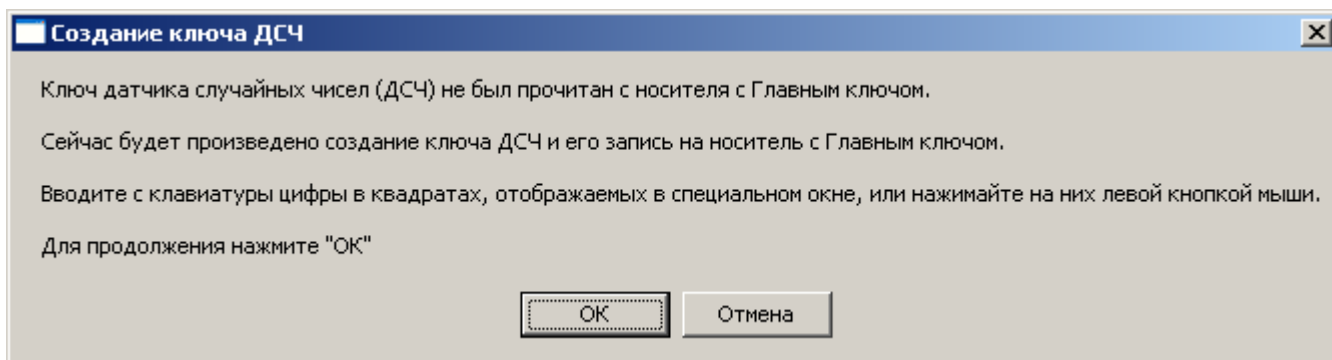 Создание ключа ДСЧ
Ключ датчика случайных чисел (ДСЧ) не был прочитан с носителя с Главным ключом.
Сейчас будет произведено создание ключа ДСЧ и его запись на носитель с Главным ключом.
Вводите с клавиатуры цифры в квадратах, отображаемых в специальном окне, или нажимайте на них левой кнопкой мыши.
Для продолжения нажмите "ОК"
ОК Отмена